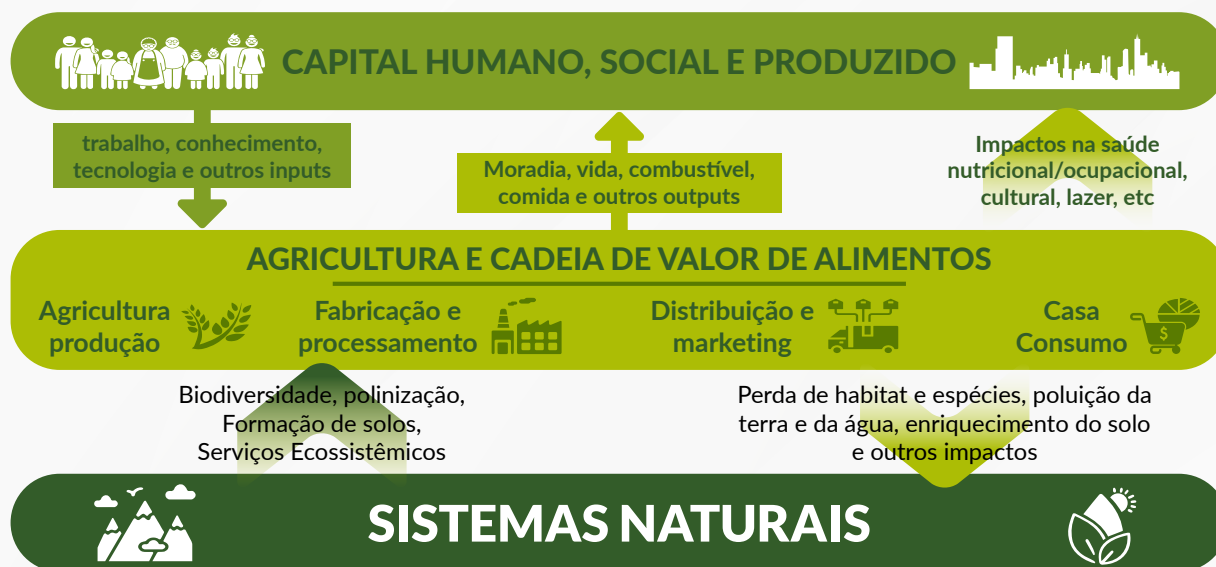 CAPITAL HUMANO, SOCIAL E PRODUZIDO
trabalho, conhecimento,
tecnologia e outros inputs
Moradia, vida, combustível,
comida e outros outputs
Impactos na saúde
nutricional/ocupacional,
cultural, lazer, etc
AGRICULTURA E CADEIA DE VALOR DE ALIMENTOS
Agricultura
produção
Fabricação e
processamento
Distribuição e
marketing
Casa
Consumo
$
Biodiversidade, polinização,
Formação de solos,
Serviços Ecossistêmicos
Perda de habitat e espécies, poluição da
terra e da água, enriquecimento do solo
e outros impactos
SISTEMAS NATURAIS